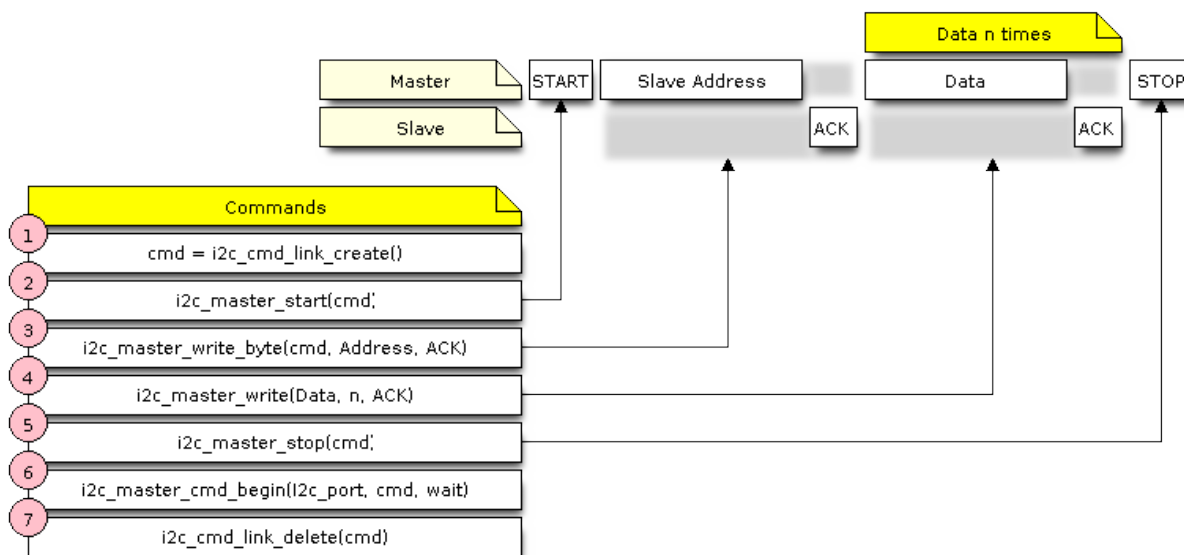 Data n times
Master START Slave Address Data STOP
Slave ACK ACK
Commands
1
cmd = i2c_cmd_link_create()
2
i2c_master_start(cmd)
3
i2c_master_write_byte(cmd, Address, ACK)
4
i2c_master_write(Data, n, ACK)
5
i2c_master_stop(cmd)
6
i2c_master_cmd_begin(I2c_port, cmd, wait)
7
i2c_cmd_link_delete(cmd)